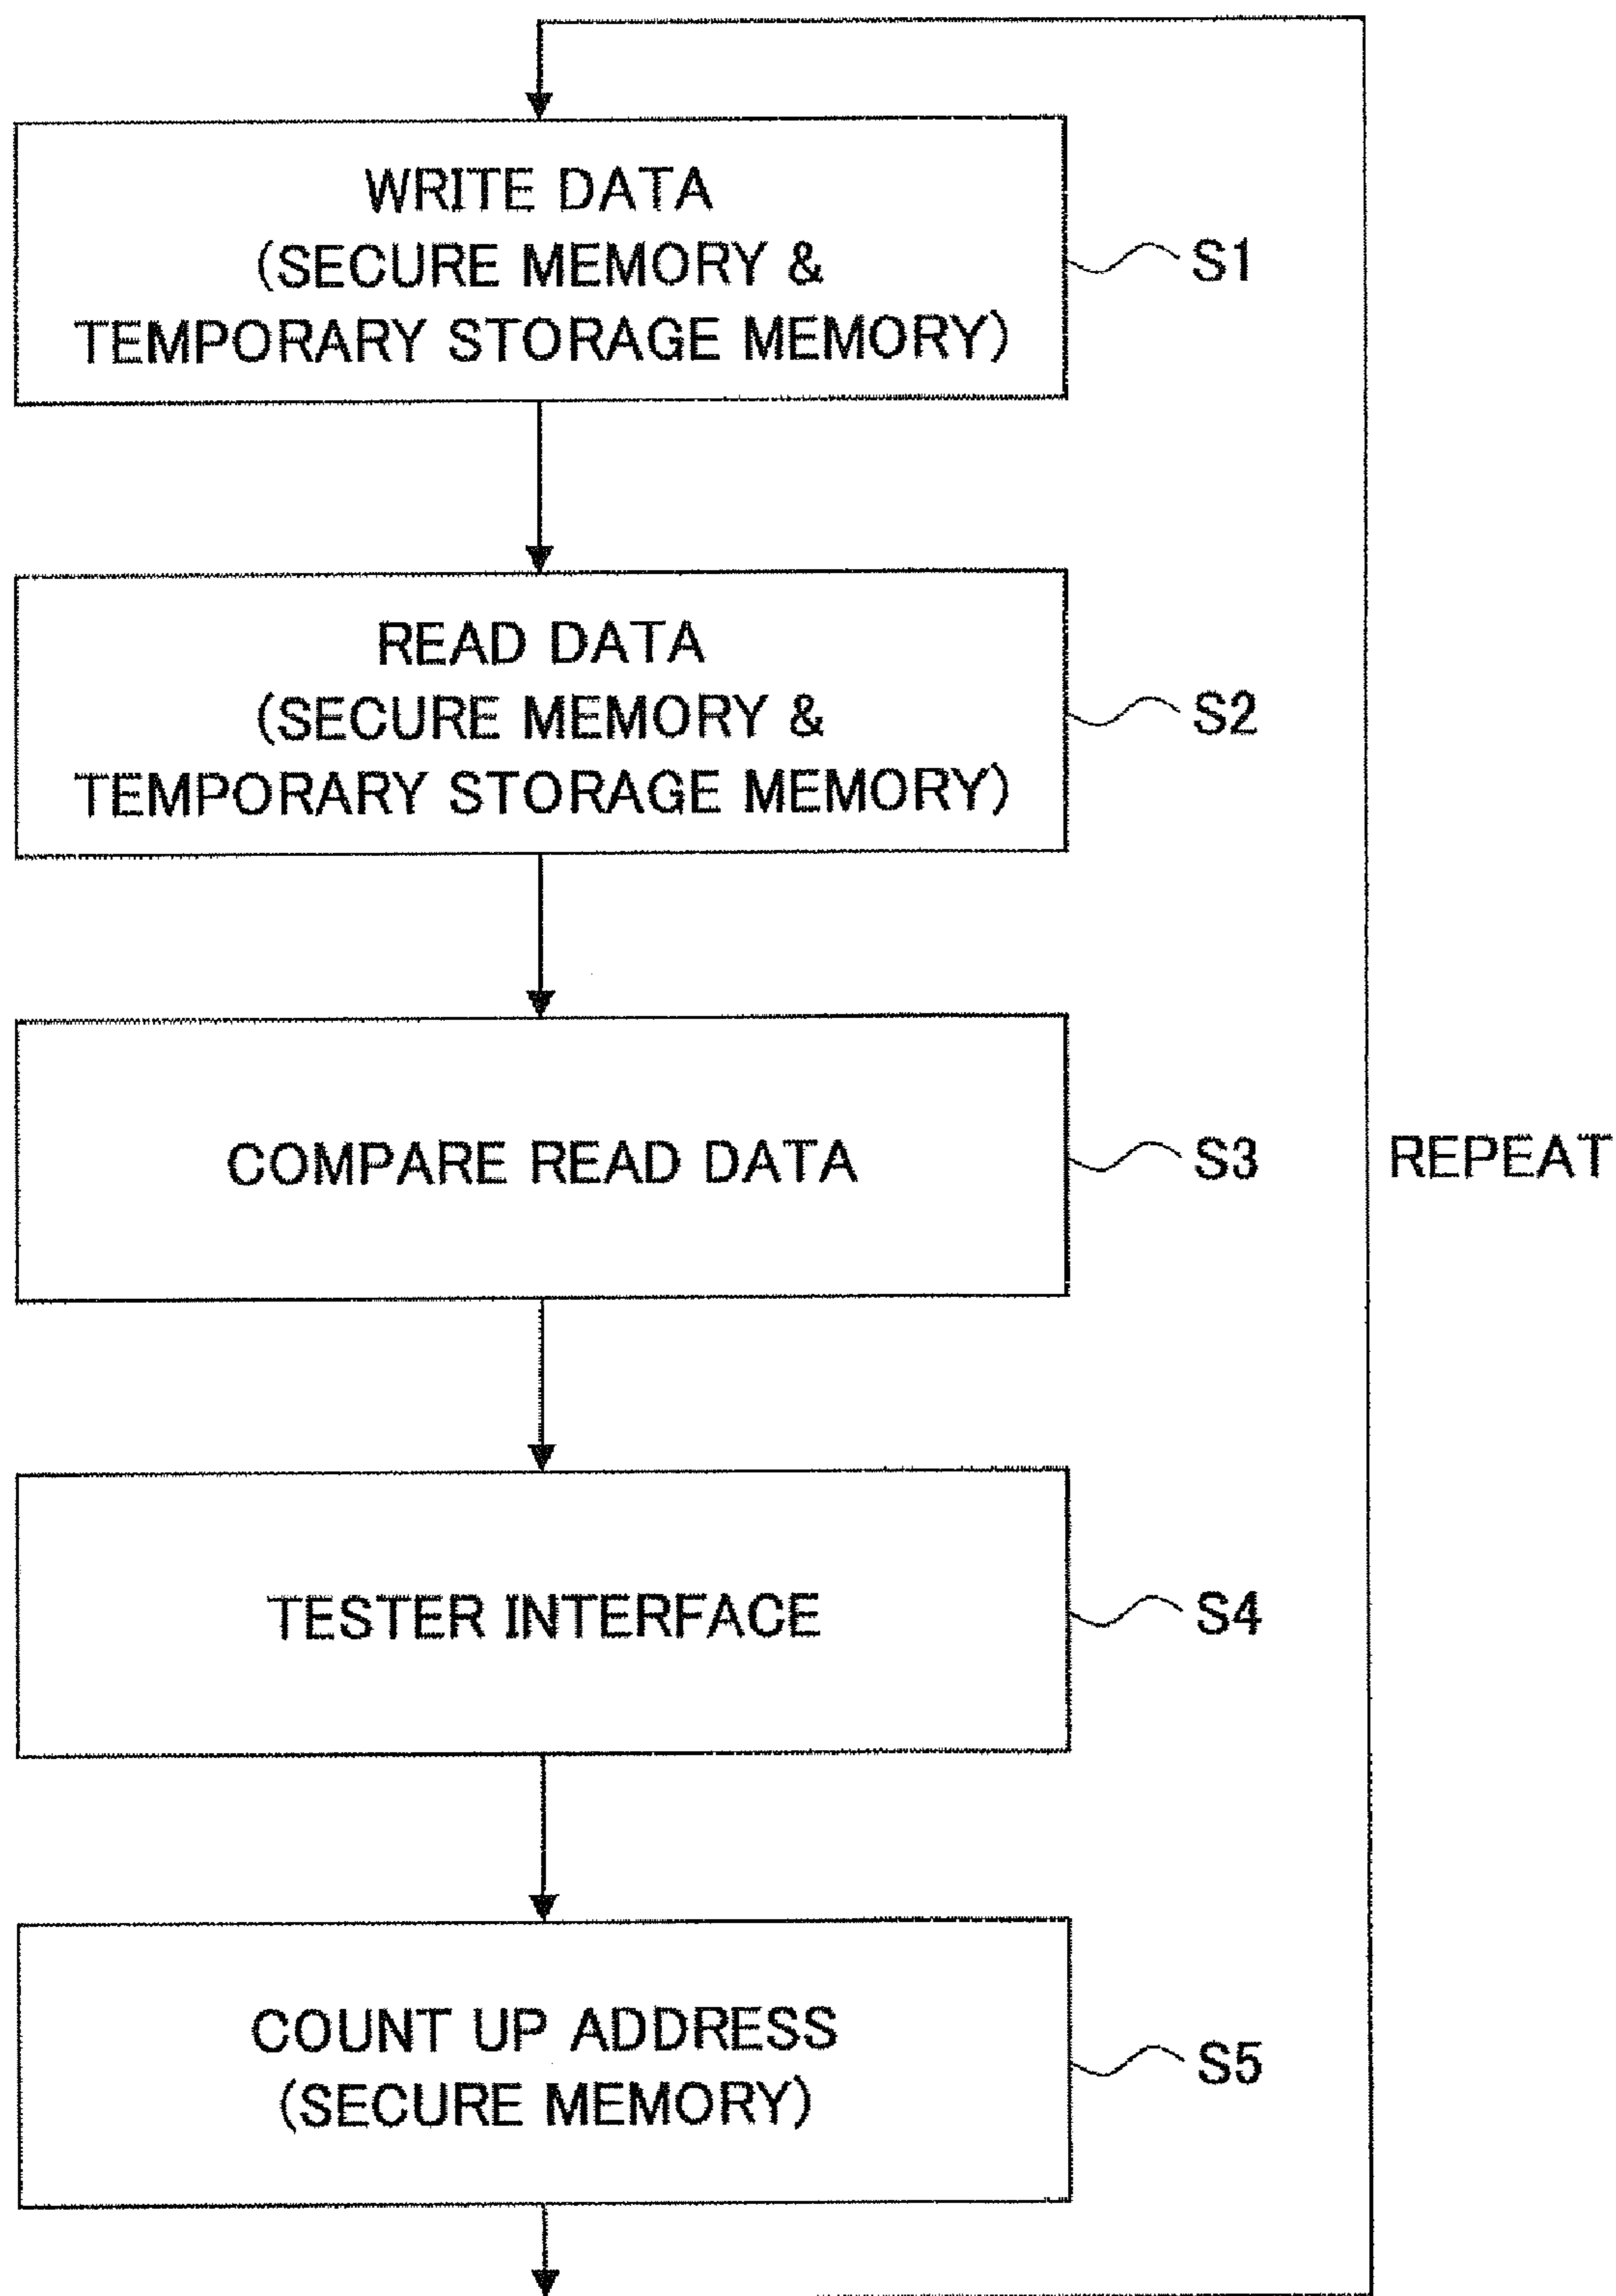 WRITE DATA
(SECURE MEMORY &
TEMPORARY STORAGE MEMORY)
S1
READ DATA
(SECURE MEMORY &
TEMPORARY STORAGE MEMORY)
S2
COMPARE READ DATA
S3
REPEAT
TESTER INTERFACE
S4
COUNT UP ADDRESS
(SECURE MEMORY)
S5